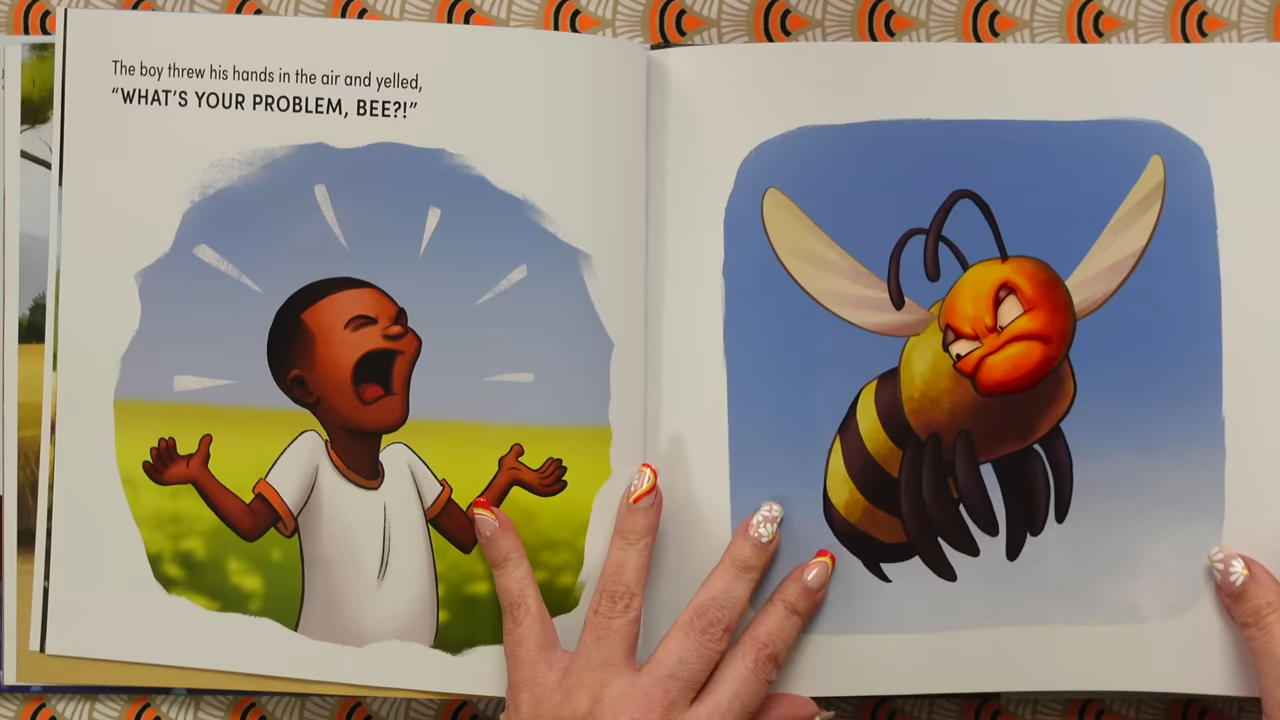 The boy threw his hands in the air and yelled,
“WHAT’S YOUR PROBLEM, BEE?!”